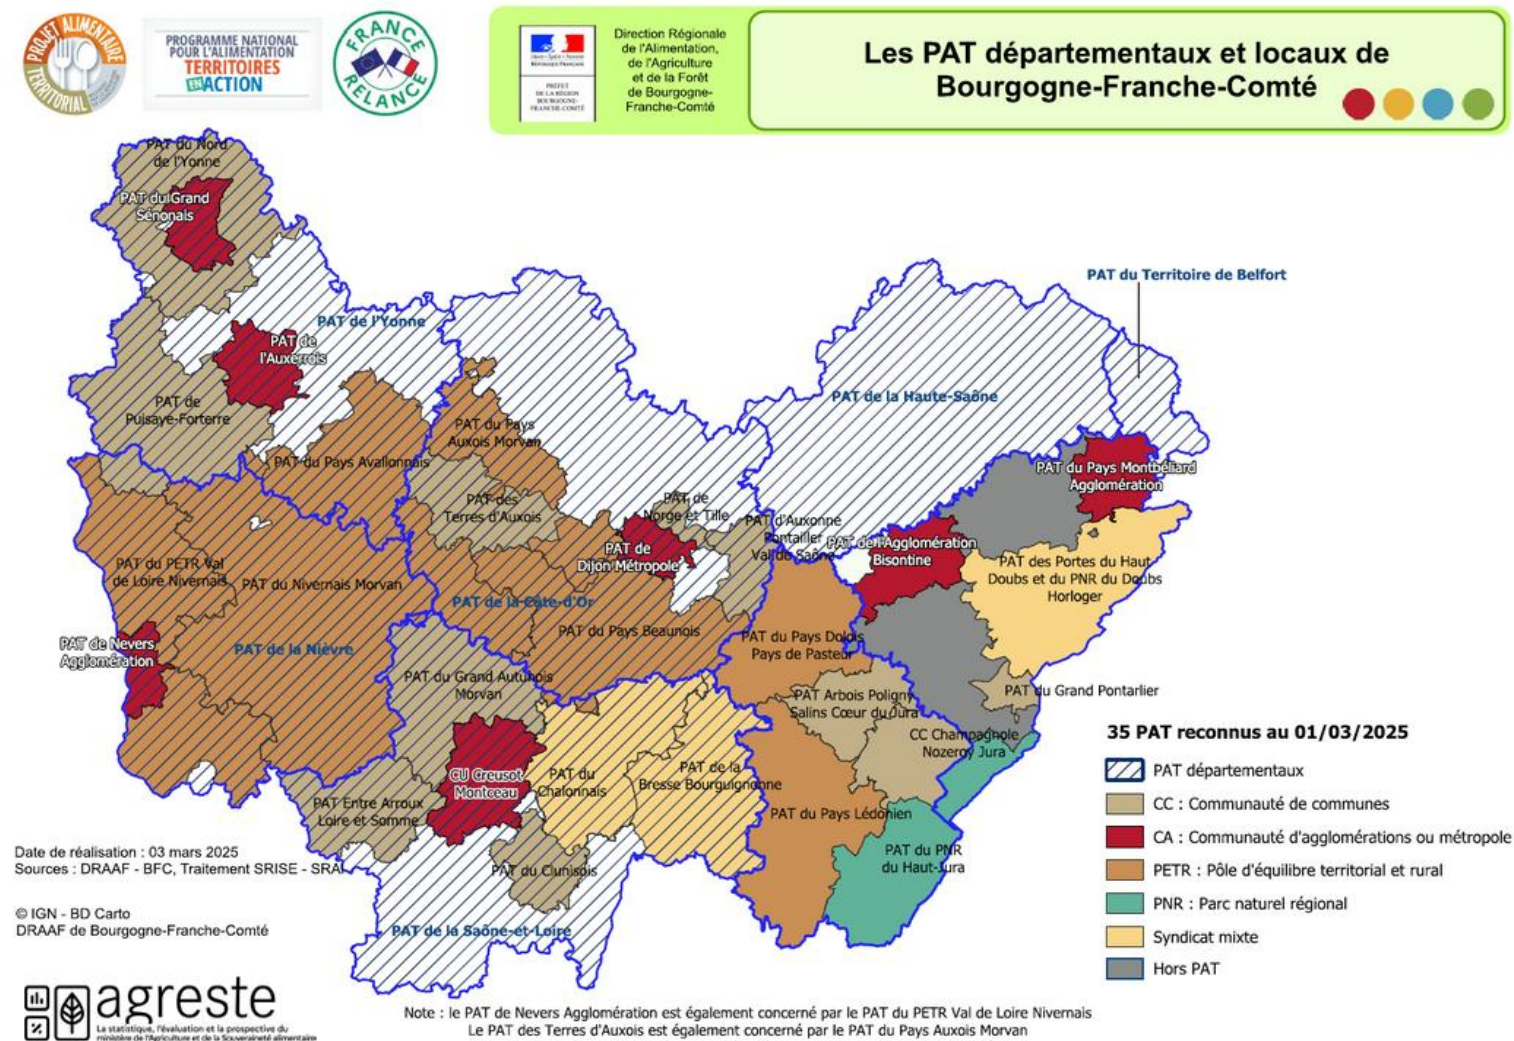 PROJET ALIMENTAIRE
TERRITORIAL
PROGRAMME NATIONAL
POUR L'ALIMENTATION
TERRITOIRES
EN ACTION
FRANCE
RELANCE
PRÉFET
DE LA RÉGION
BOURGOGNE-
FRANCHE-COMTÉ
Direction Régionale
de l'Alimentation,
de l'Agriculture
et de la Forêt
de Bourgogne-
Franche-Comté
Les PAT départementaux et locaux de
Bourgogne-Franche-Comté
PAT du Nord
de l'Yonne
PAT du Grand
Sénonais
PAT de l'Yonne
PAT de
l'Auxerrois
PAT de
Puisaye-Forterre
PAT du Territoire de Belfort
PAT de la Haute-Saône
PAT du Pays
Auxois Morvan
PAT du Pays Avallonnais
PAT des
Terres d'Auxois
PAT de
Norge et Tille
PAT d'Auxonne
Pontailler
Val de Saône
PAT du Pays Montbéliard
Agglomération
PAT de l'Agglomération
Bisontine
PAT de
Dijon Métropole
PAT des Portes du Haut
Doubs et du PNR du Doubs
Horloger
PAT du PETR Val
de Loire Nivernais
PAT du Nivernais Morvan
PAT de la Côte-d'Or
PAT du Pays Beaunois
PAT du Pays Dolois
Pays de Pasteur
PAT de Nevers
Agglomération
PAT de la Nièvre
PAT du Grand Autunois
Morvan
PAT Arbois Poligny
Salins Cœur du Jura
PAT du Grand Pontarlier
CC Champagnole
Nozeroy Jura
CU Creusot
Montceau
PAT du
Chalonnais
PAT de la
Bresse Bourguignonne
PAT Entre Arroux
Loire et Somme
PAT du Pays Lédonien
PAT du PNR
du Haut-Jura
PAT du Clunisois
PAT de la Saône-et-Loire
35 PAT reconnus au 01/03/2025
PAT départementaux
CC : Communauté de communes
CA : Communauté d'agglomérations ou métropole
PETR : Pôle d'équilibre territorial et rural
PNR : Parc naturel régional
Syndicat mixte
Hors PAT
Date de réalisation : 03 mars 2025
Sources : DRAAF - BFC, Traitement SRISE - SRAL
© IGN - BD Carto
DRAAF de Bourgogne-Franche-Comté
agreste
La statistique, l'évaluation et la prospective du
ministère de l'Agriculture et de la Souveraineté alimentaire
Note : le PAT de Nevers Agglomération est également concerné par le PAT du PETR Val de Loire Nivernais
Le PAT des Terres d'Auxois est également concerné par le PAT du Pays Auxois Morvan